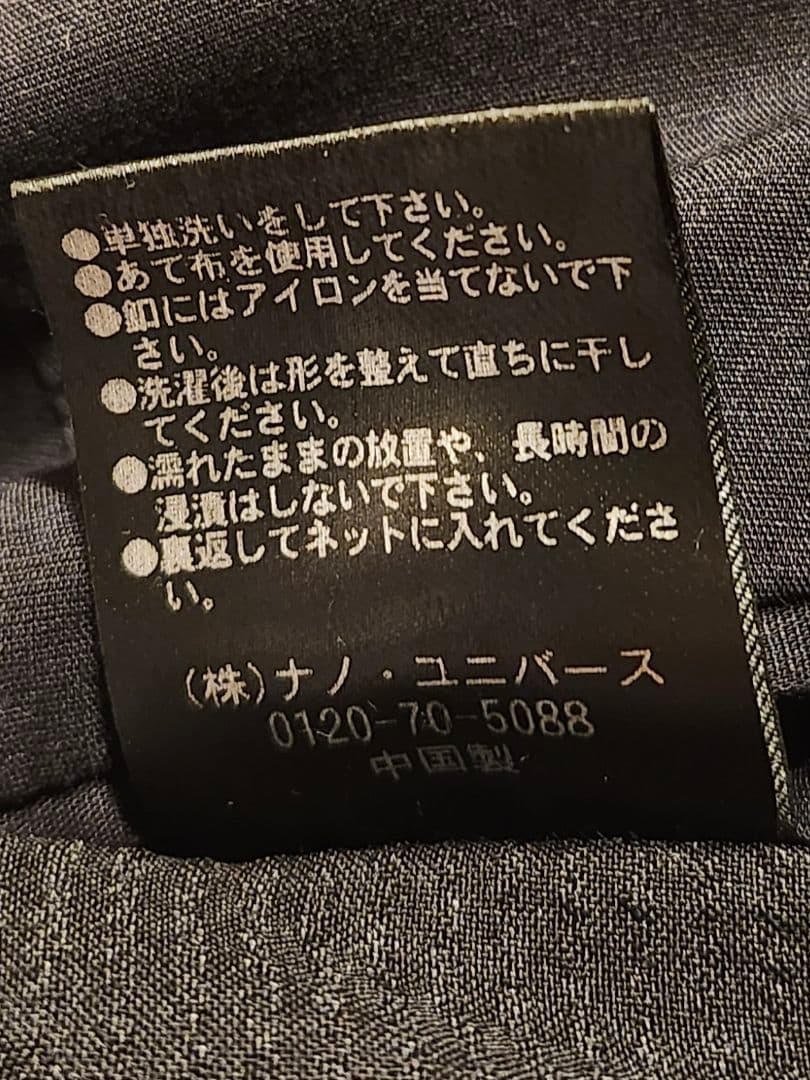 ●単独洗いをして下さい。
●あて布を使用してください。
●釦にはアイロンを当てないで下
さい。
●洗濯後は形を整えて直ちに干し
てください。
●濡れたままの放置や、長時間の
浸漬はしないで下さい。
●裏返してネットに入れてくださ
い。
(株)ナノ・ユニバース
0120-70-5088
中国製